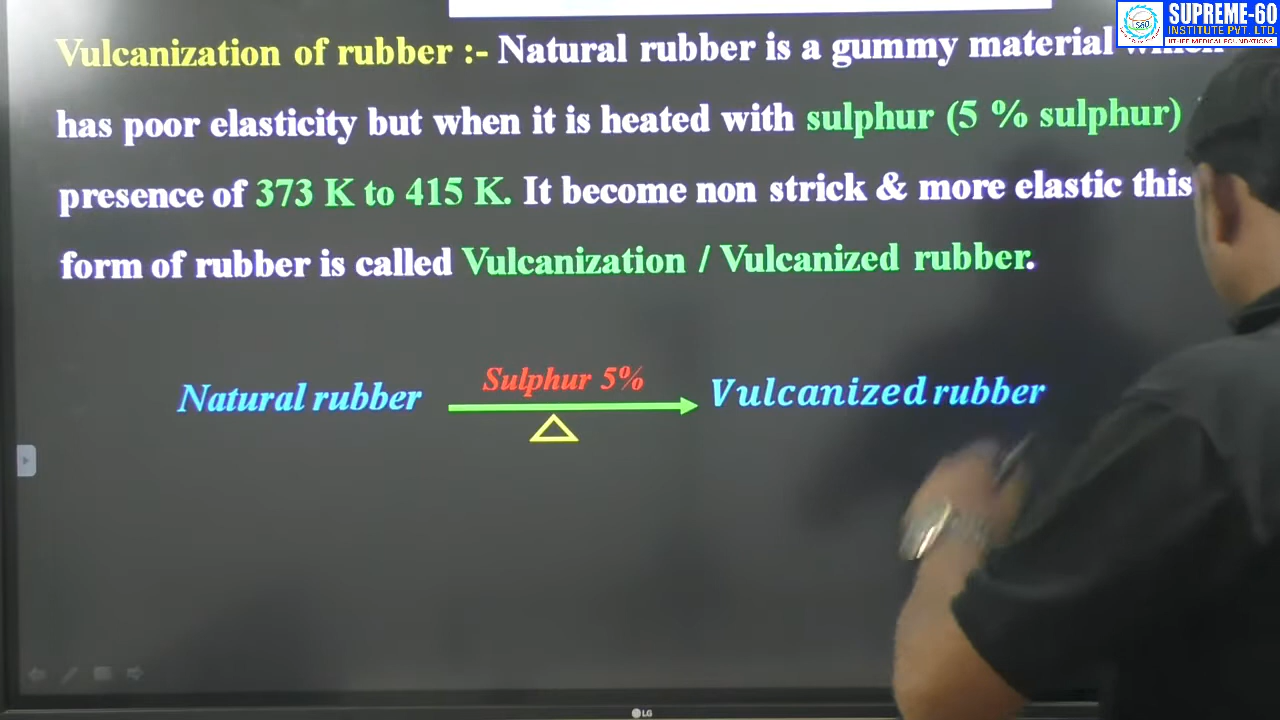 SUPREME-60
INSTITUTE PVT. LTD.
Vulcanization of rubber :- Natural rubber is a gummy material which
has poor elasticity but when it is heated with sulphur (5 % sulphur)
presence of 373 K to 415 K. It become non strick & more elastic this
form of rubber is called Vulcanization / Vulcanized rubber.
Sulphur 5%
Natural rubber Vulcanized rubber
LG